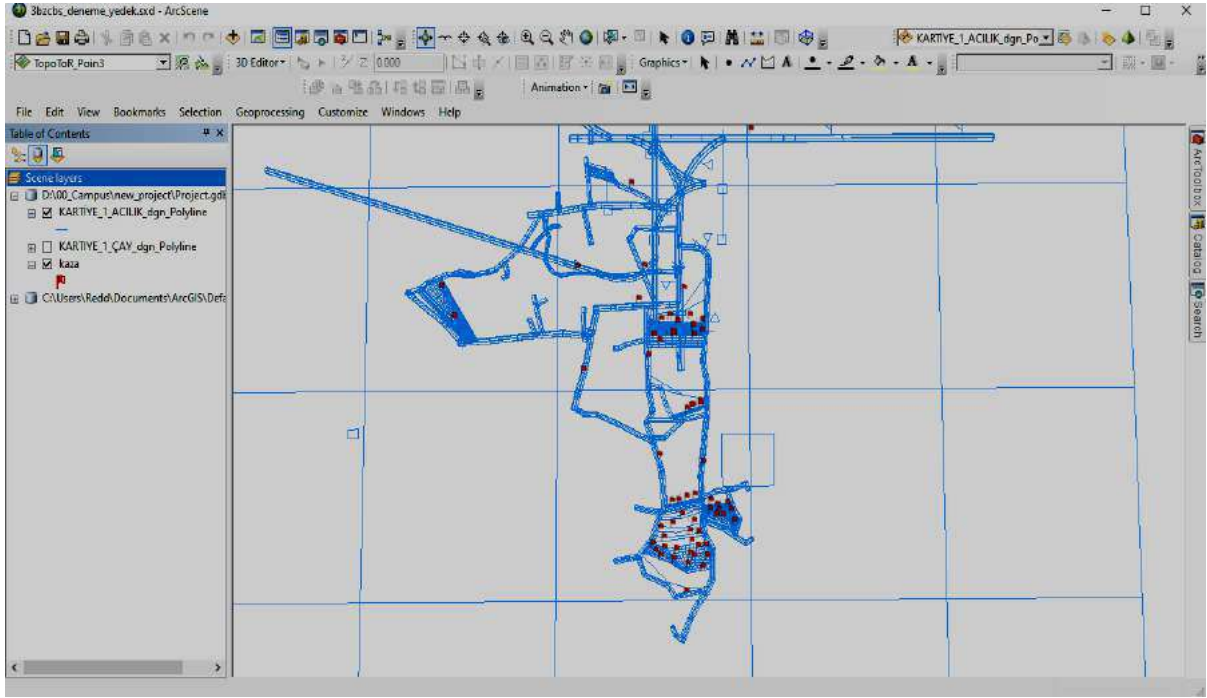 3bzcbs_deneme_yedek.sxd - ArcScene
KARTIYE_1_ACILIK_dgn_Po
TopoToR_Poin3
3D Editor
Z: 0.000
Graphics
Animation
File Edit View Bookmarks Selection Geoprocessing Customize Windows Help
Table of Contents
Scene layers
D:\00_Campus\new_project\Project.gdb
KARTIYE_1_ACILIK_dgn_Polyline
KARTIYE_1_ÇAY_dgn_Polyline
kaza
C:\Users\Redd\Documents\ArcGIS\Defa
ArcToolbox
Catalog
Search